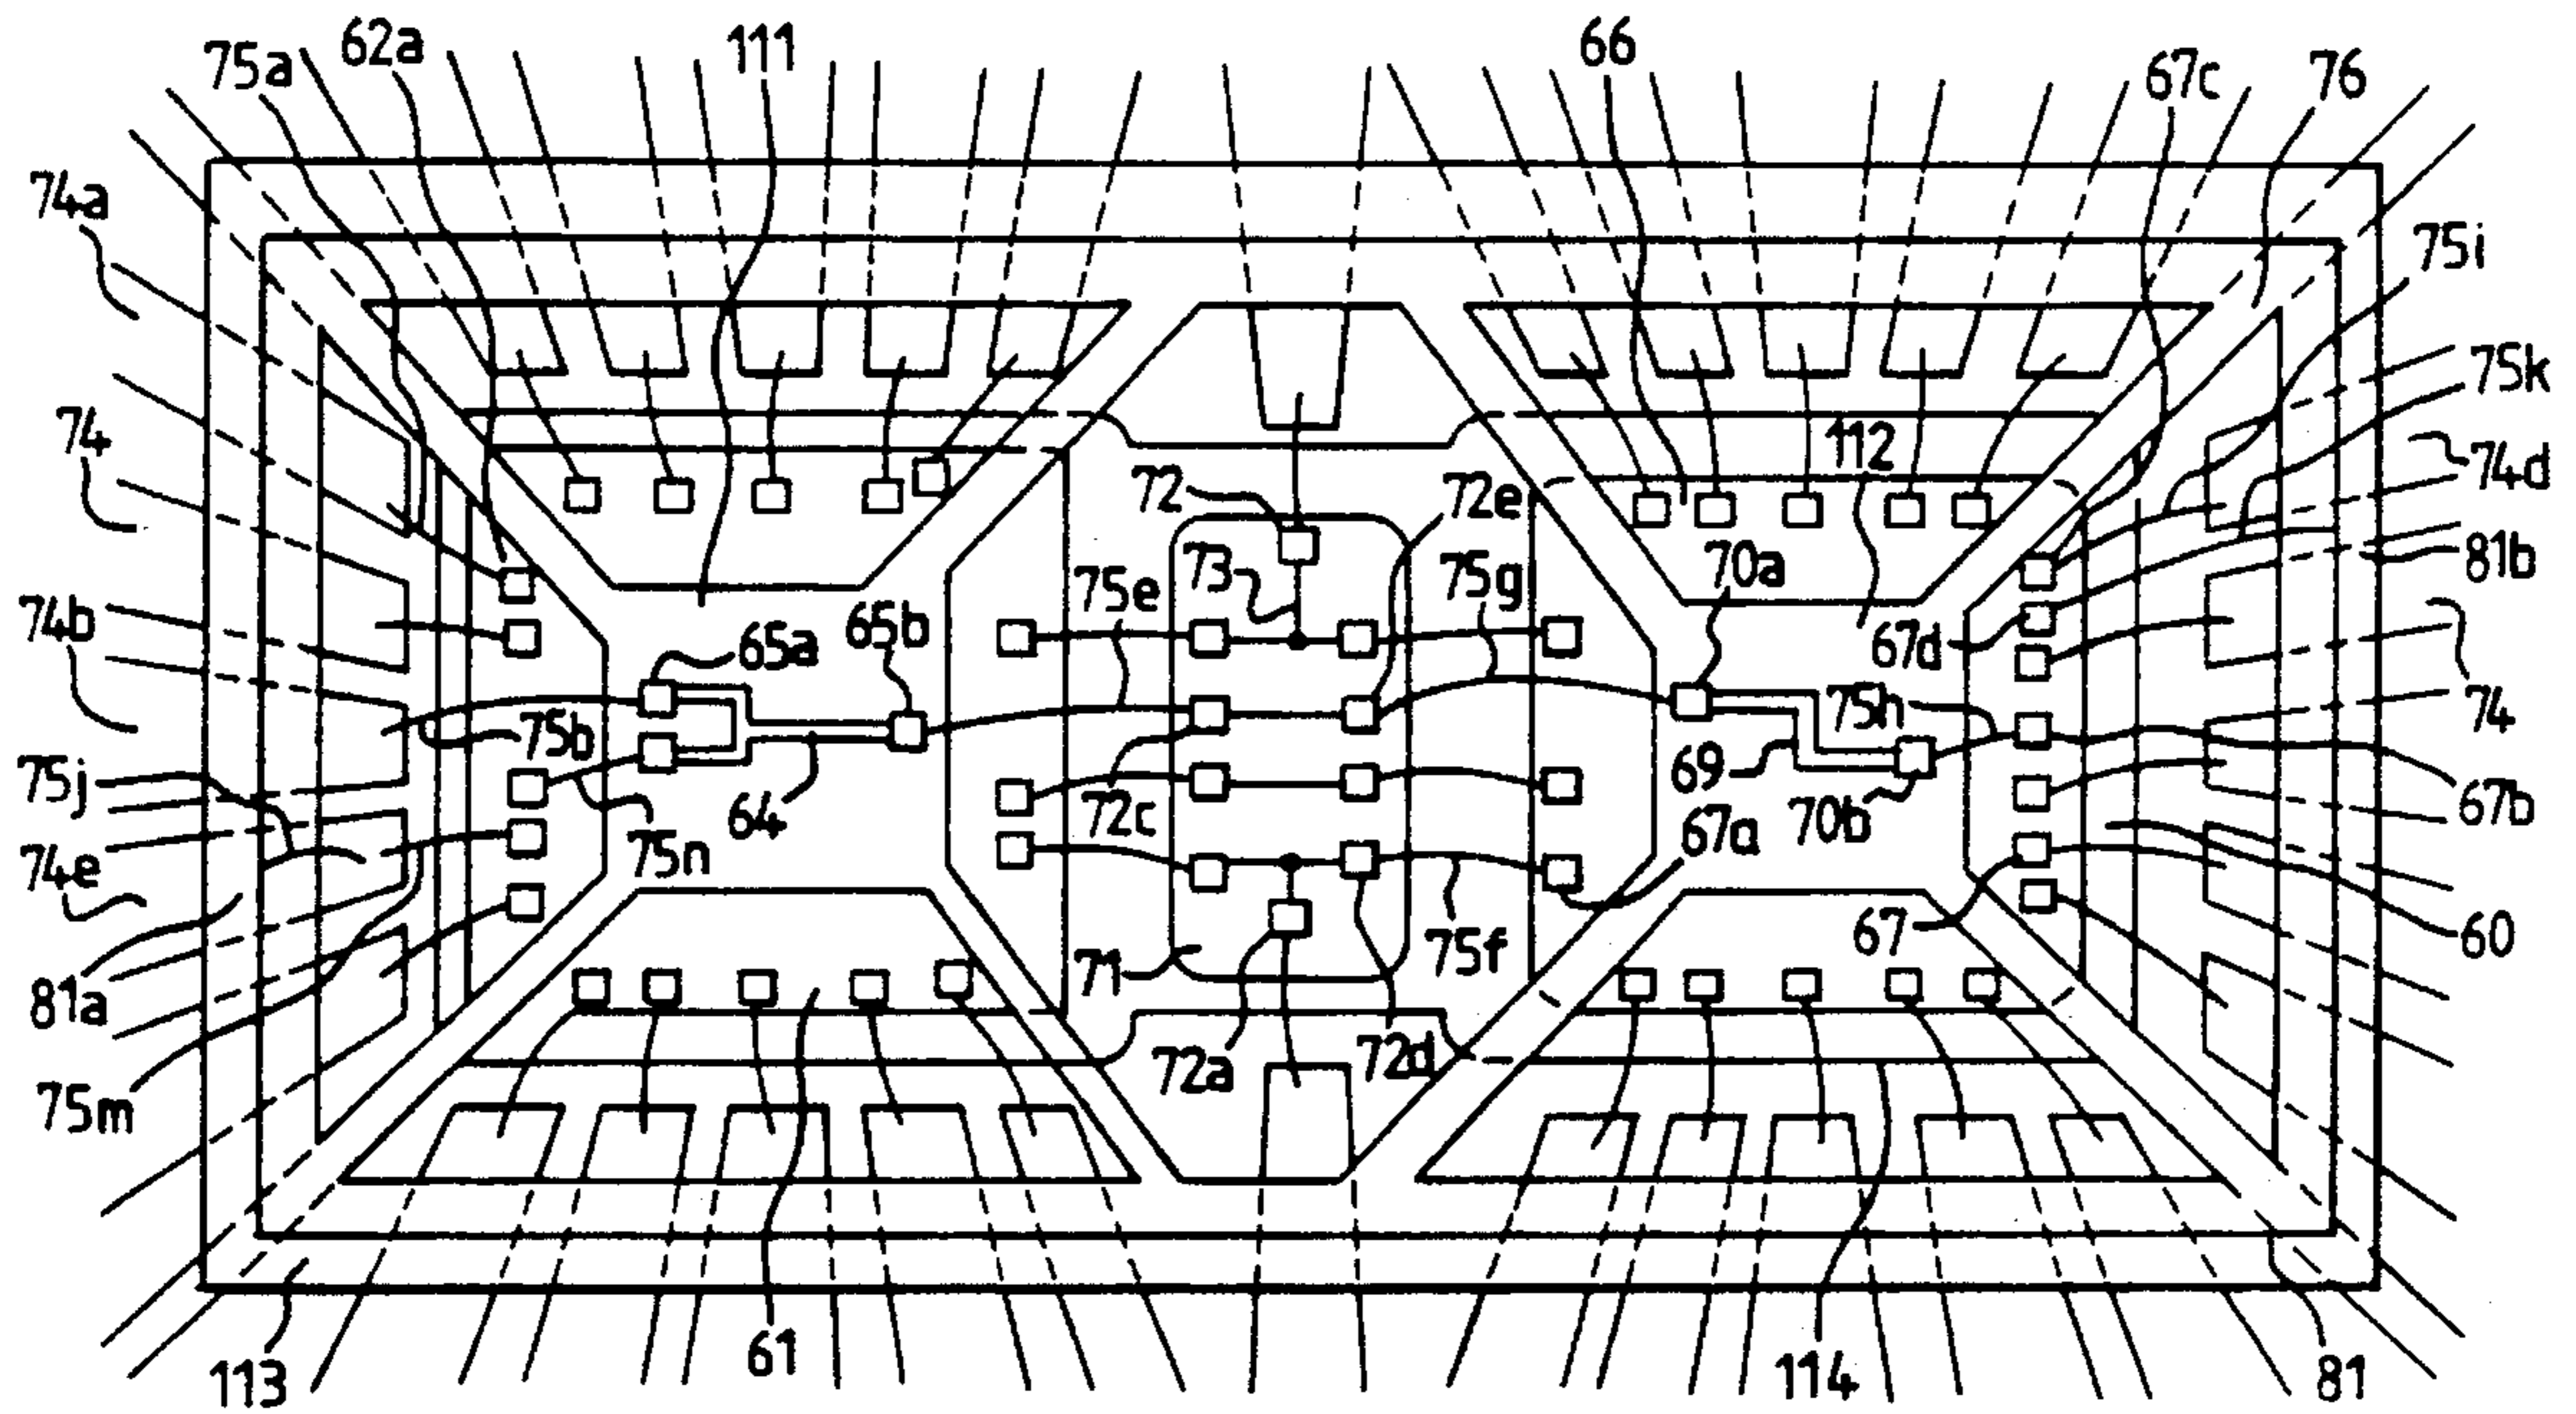 75a 62a 111 66 67c 76
74a
75i
75k
74 112 74d
72 72e
81b
73 75e 75g 70a
74b 65a 65b 67d
75b 75h 74
75j 72c 69
64 67a 70b 67b
74e 75n
67 60
71 75f
81a
72a 72d
75m
113 61 114 81